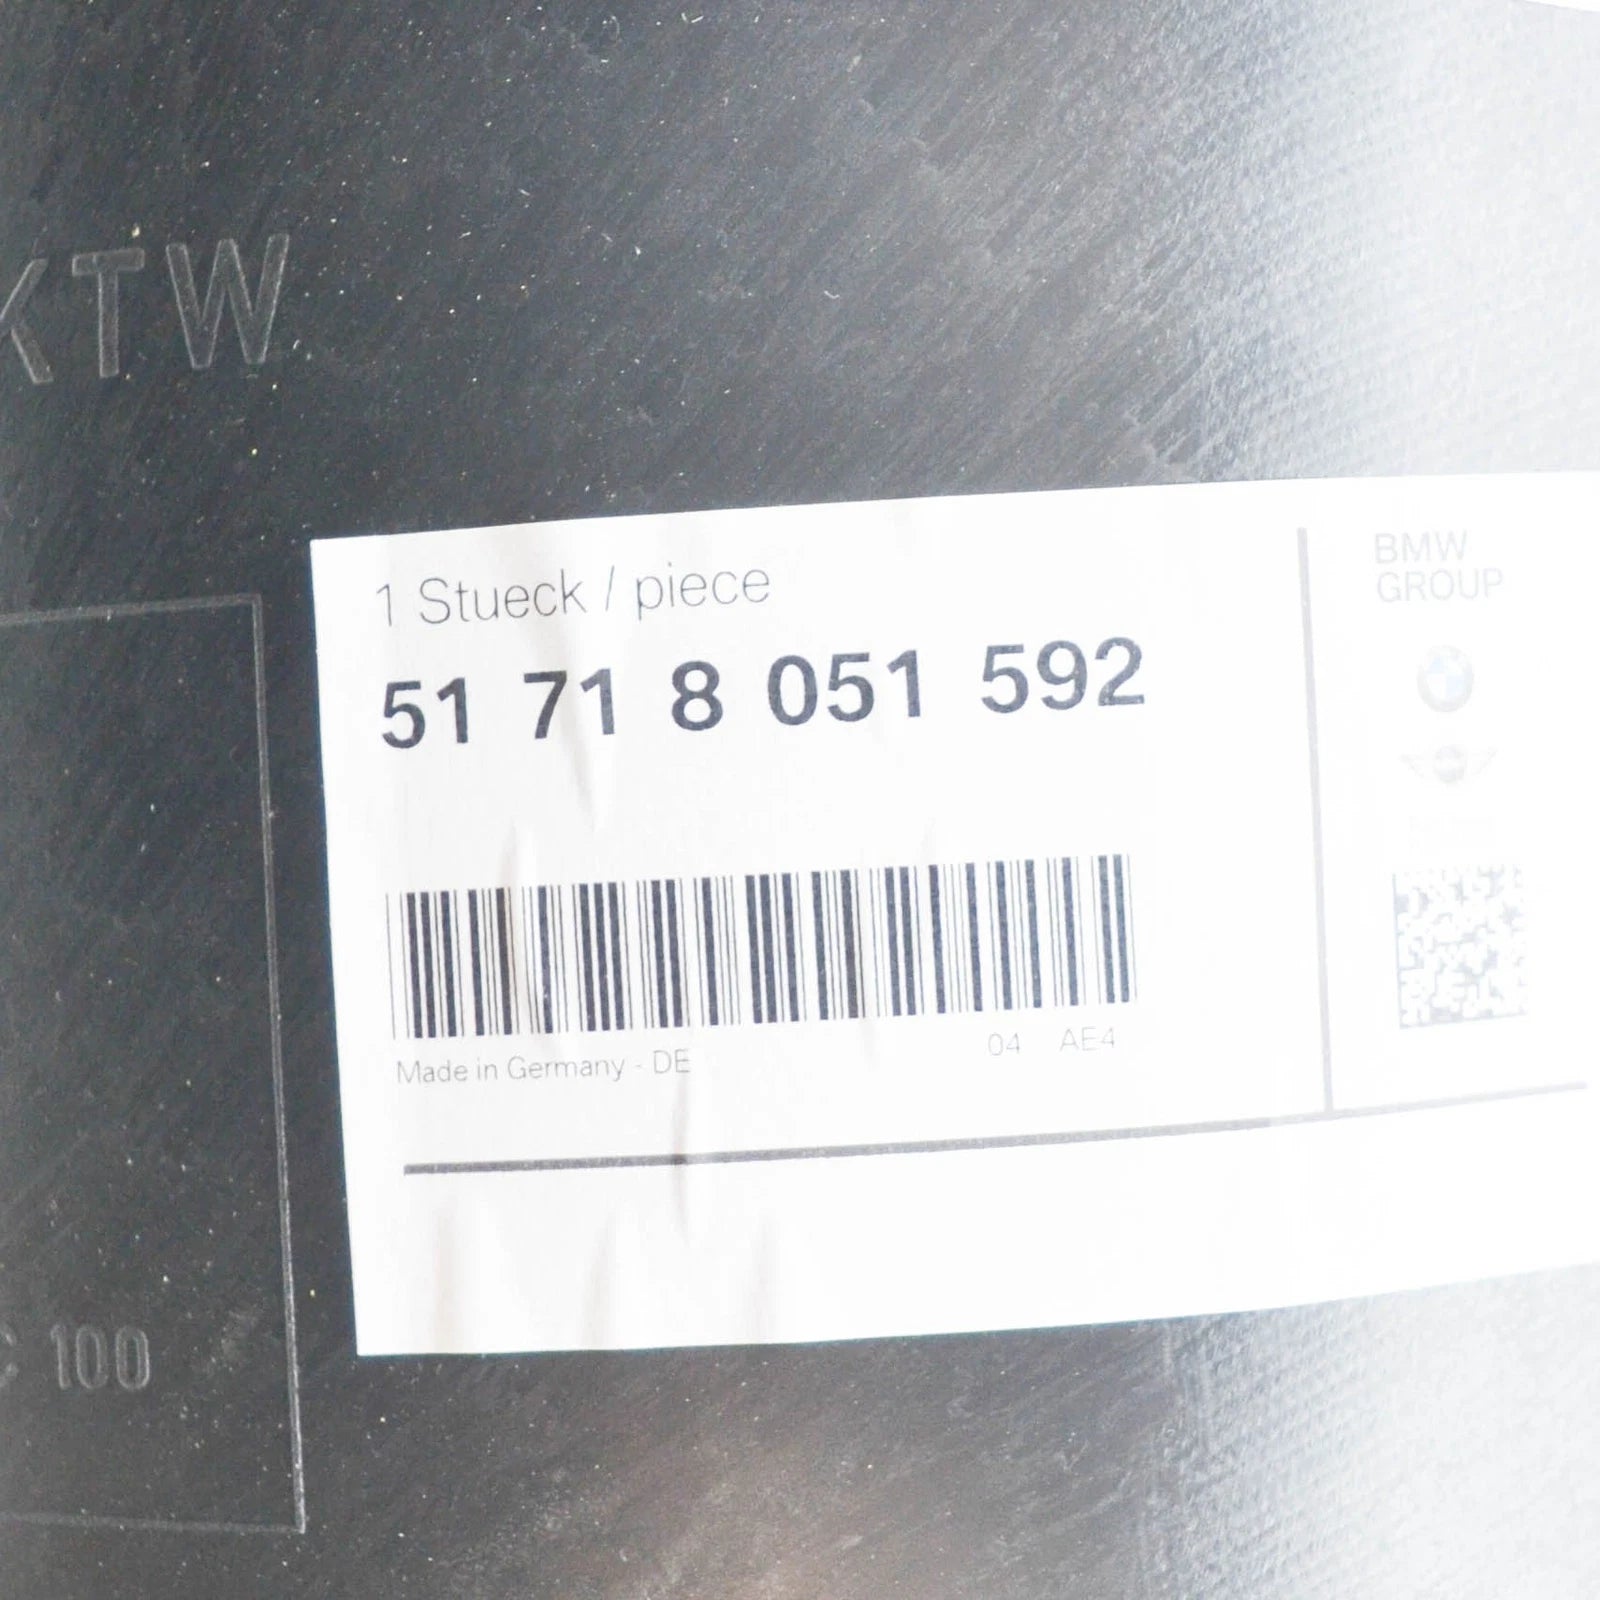 KTW
1 Stueck / piece
51 71 8 051 592
BMW
GROUP
Made in Germany - DE
04 AE4
100